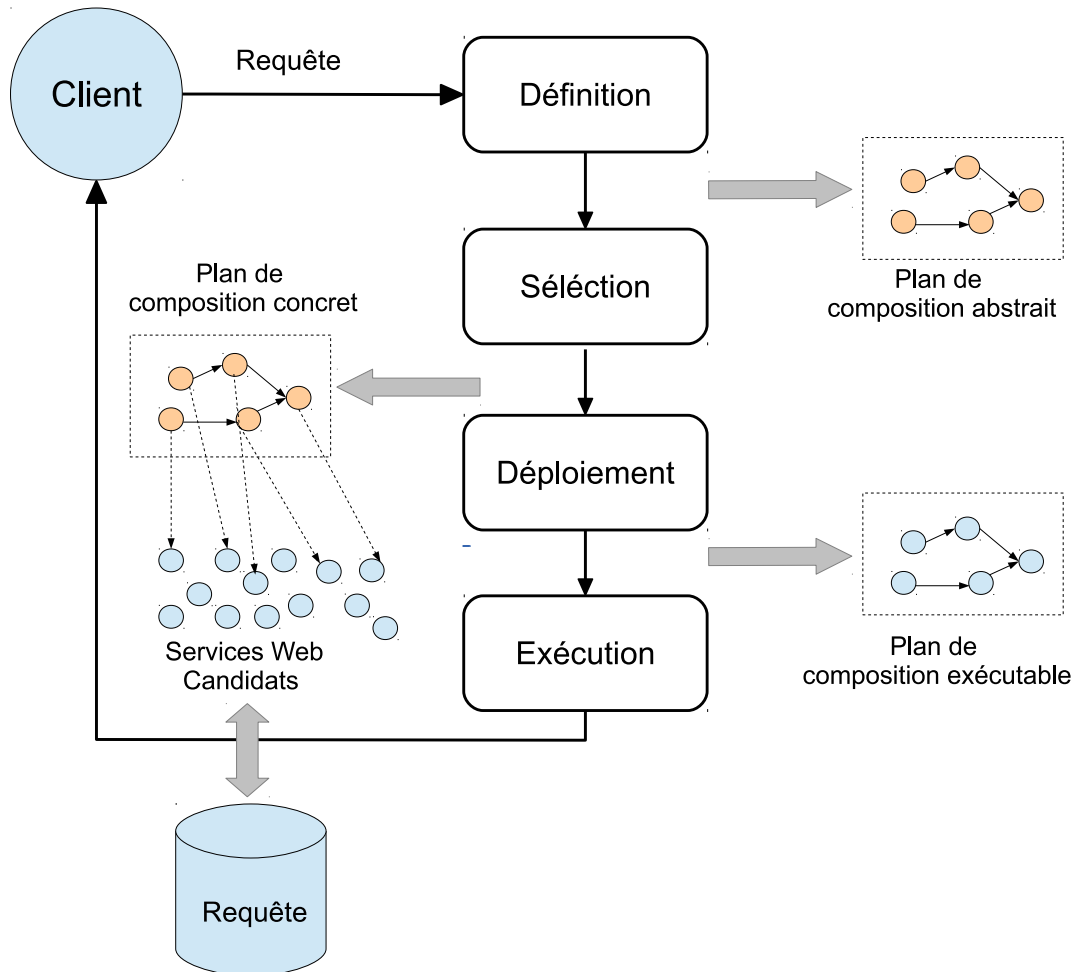 Client
Requête
Définition
Plan de
composition abstrait
Séléction
Plan de
composition concret
Déploiement
Services Web
Candidats
Exécution
Plan de
composition exécutable
Requête